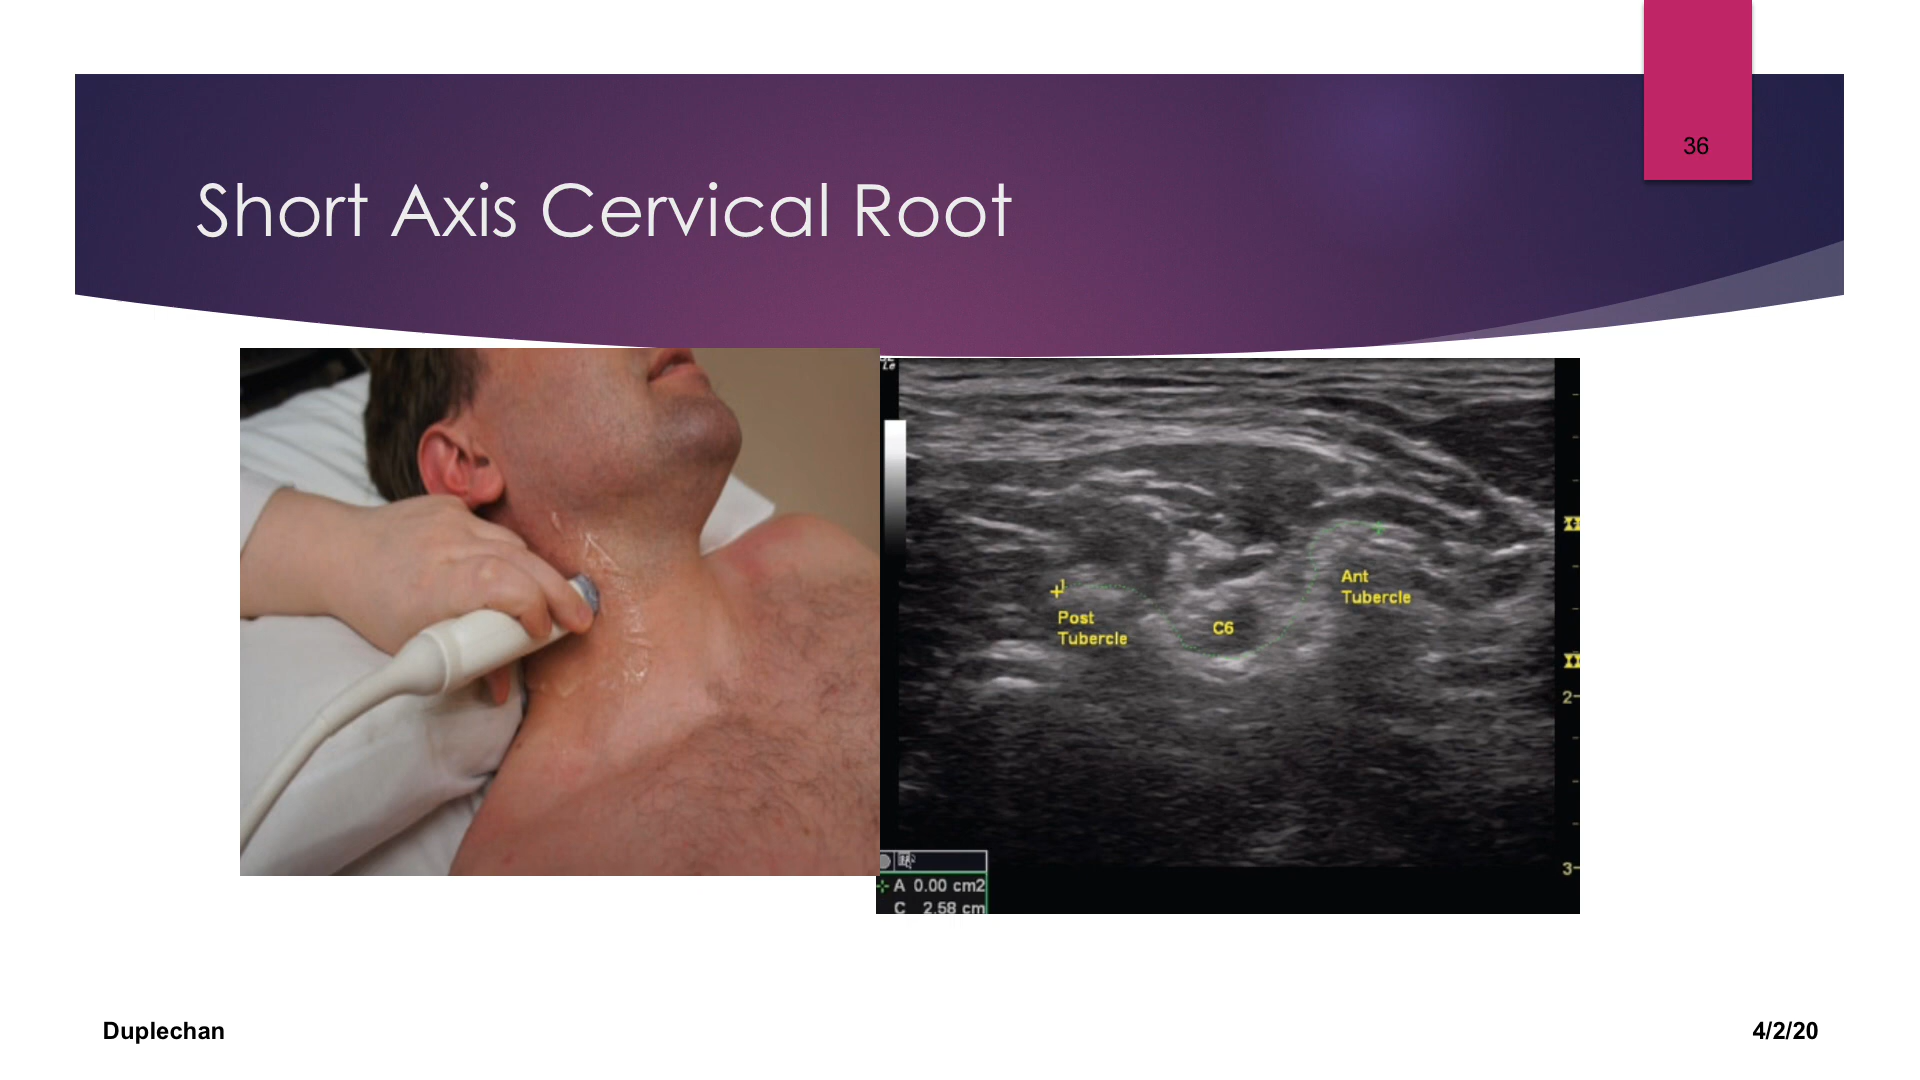 36
Short Axis Cervical Root
Ant
Tubercle
1
Post
Tubercle
C6
2
3
A 0.00 cm2
C 2.58 cm
Duplechan
4/2/20